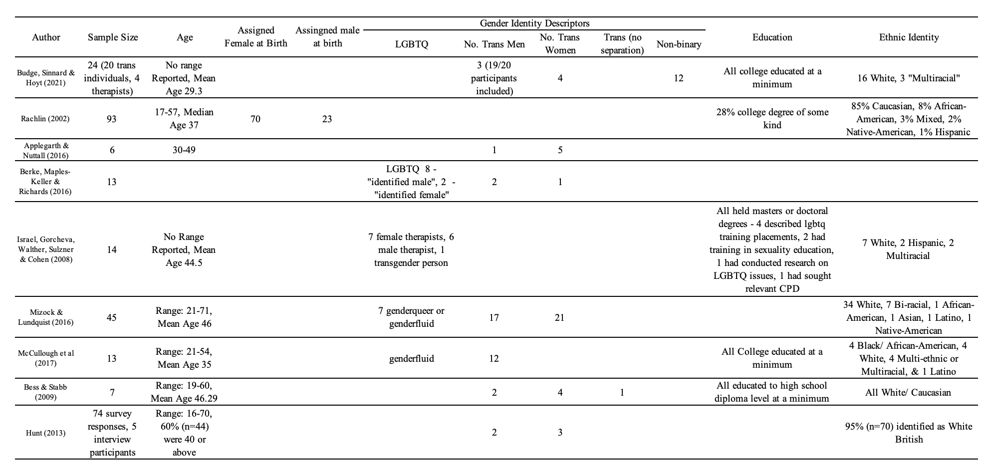 Gender Identity Descriptors
Author
Sample Size
Age
Assigned
Female at Birth
Assingned male
at birth
LGBTQ
No. Trans Men
No. Trans
Women
Trans (no
separation)
Non-binary
Education
Ethnic Identity
Budge, Sinnard &
Hoyt (2021)
24 (20 trans
individuals, 4
therapists)
No range
Reported, Mean
Age 29.3
3 (19/20
participants
included)
4
12
All college educated at a
minimum
16 White, 3 "Multiracial"
Rachlin (2002)
93
17-57, Median
Age 37
70
23
28% college degree of some
kind
85% Caucasian, 8% African-
American, 3% Mixed, 2%
Native-American, 1% Hispanic
Applegarth &
Nuttall (2016)
6
30-49
1
5
Berke, Maples-
Keller &
Richards (2016)
13
LGBTQ  8 -
"identified male", 2  -
"identified female"
2
1
Israel, Gorcheva,
Walther, Sulzner
& Cohen (2008)
14
No Range
Reported, Mean
Age 44.5
7 female therapists, 6
male therapist, 1
transgender person
All held masters or doctoral
degrees - 4 described lgbtq
training placements, 2 had
training in sexuality education,
1 had conducted research on
LGBTQ issues, 1 had sought
relevant CPD
7 White, 2 Hispanic, 2
Multiracial
Mizock &
Lundquist (2016)
45
Range: 21-71,
Mean Age 46
7 genderqueer or
genderfluid
17
21
34 White, 7 Bi-racial, 1 African-
American, 1 Asian, 1 Latino, 1
Native-American
McCullough et al
(2017)
13
Range: 21-54,
Mean Age 35
genderfluid
12
All College educated at a
minimum
4 Black/ African-American, 4
White, 4 Multi-ethnic or
Multiracial, & 1 Latino
Bess & Stabb
(2009)
7
Range: 19-60,
Mean Age 46.29
2
4
1
All educated to high school
diploma level at a minimum
All White/ Caucasian
Hunt (2013)
74 survey
responses, 5
interview
participants
Range: 16-70,
60% (n=44)
were 40 or
above
2
3
95% (n=70) identified as White
British